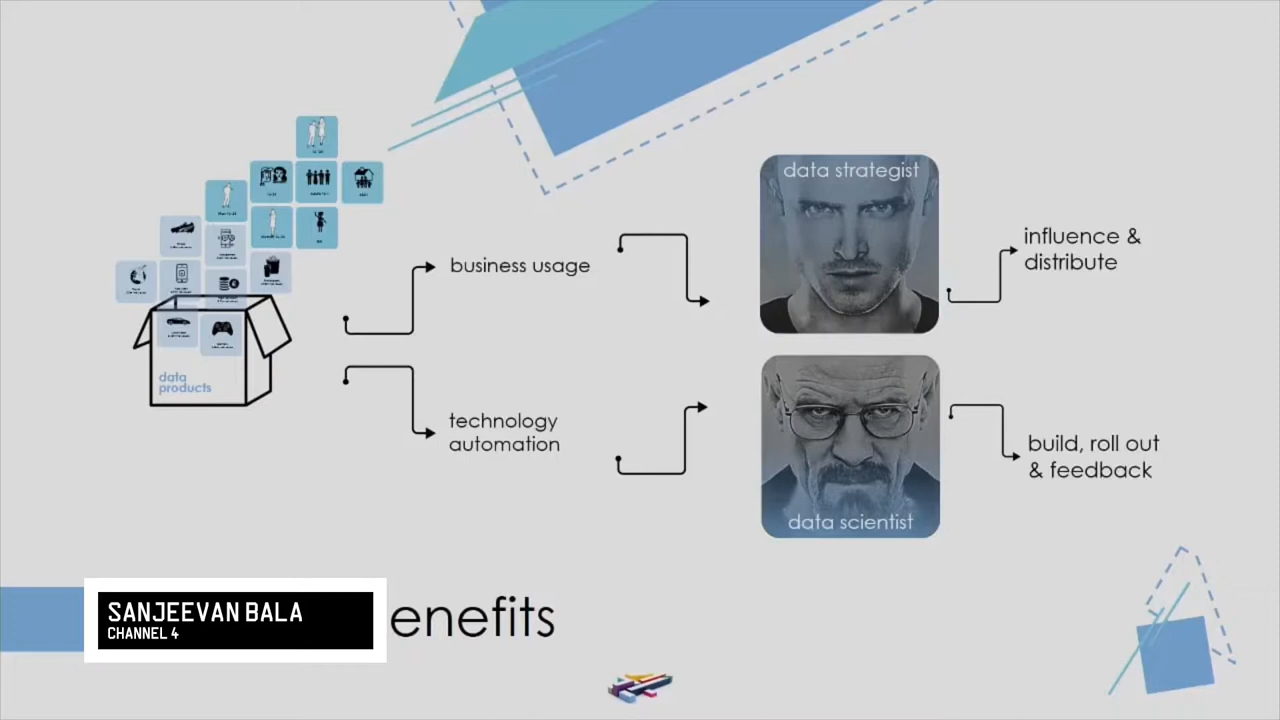 data strategist
influence &
distribute
business usage
data
products
technology
automation
build, roll out
& feedback
data scientist
SANJEEVAN BALA
CHANNEL 4
enefits